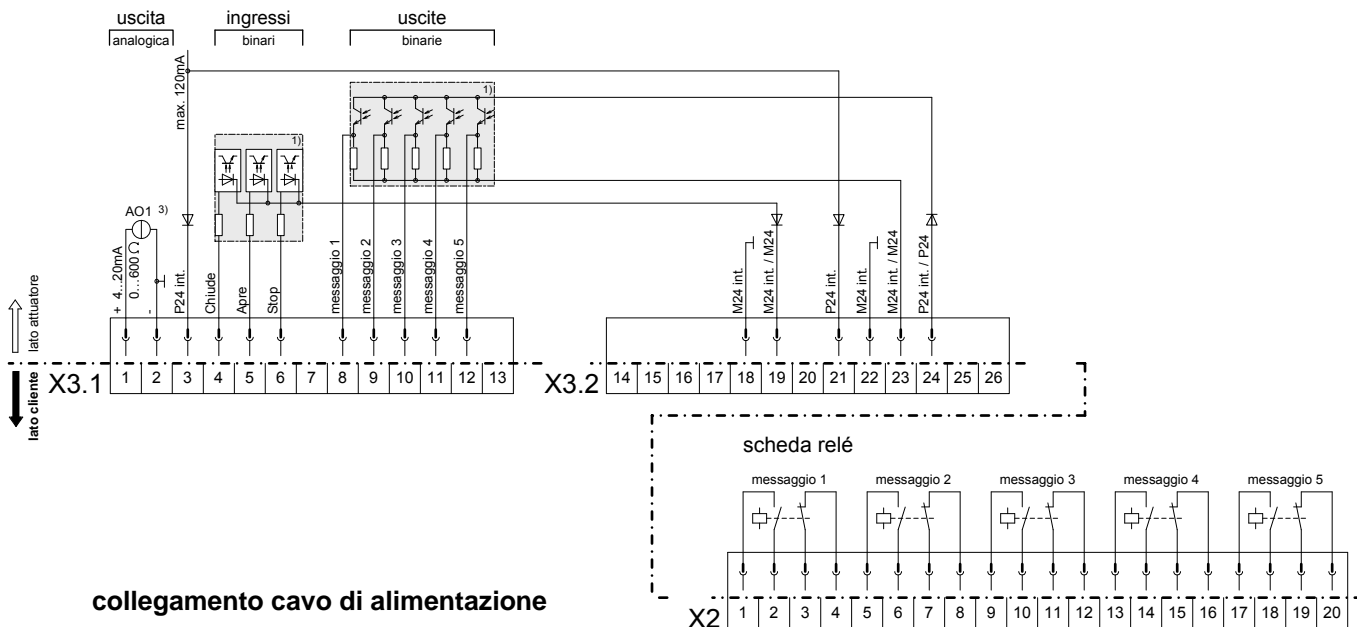 uscita ingressi uscite
analogica binari binarie
max. 120mA
1)
1)
AO1 3)
+ 4...20mA
0...600 Ω
-
P24 int.
Chiude
Apre
Stop
messaggio 1
messaggio 2
messaggio 3
messaggio 4
messaggio 5
M24 int.
M24 int. / M24
P24 int.
M24 int.
M24 int. / M24
P24 int. / P24
lato attuatore
lato cliente
X3.1 1 2 3 4 5 6 7 8 9 10 11 12 13
X3.2 14 15 16 17 18 19 20 21 22 23 24 25 26
scheda relé
messaggio 1 messaggio 2 messaggio 3 messaggio 4 messaggio 5
collegamento cavo di alimentazione
X2 1 2 3 4 5 6 7 8 9 10 11 12 13 14 15 16 17 18 19 20